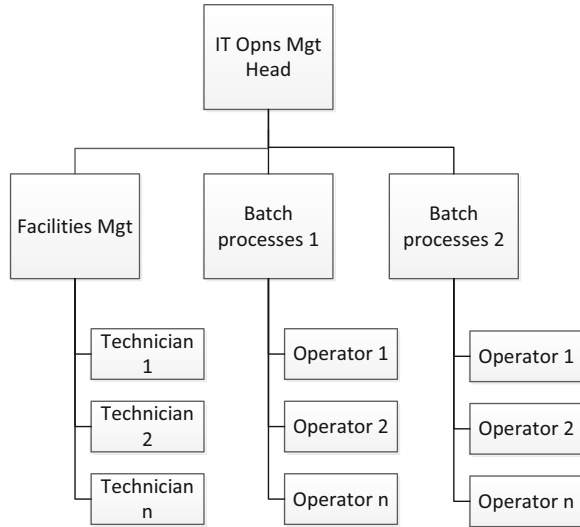 IT Opns Mgt
Head
Facilities Mgt
Batch
processes 1
Batch
processes 2
Technician
1
Technician
2
Technician
n
Operator 1
Operator 2
Operator n
Operator 1
Operator 2
Operator n